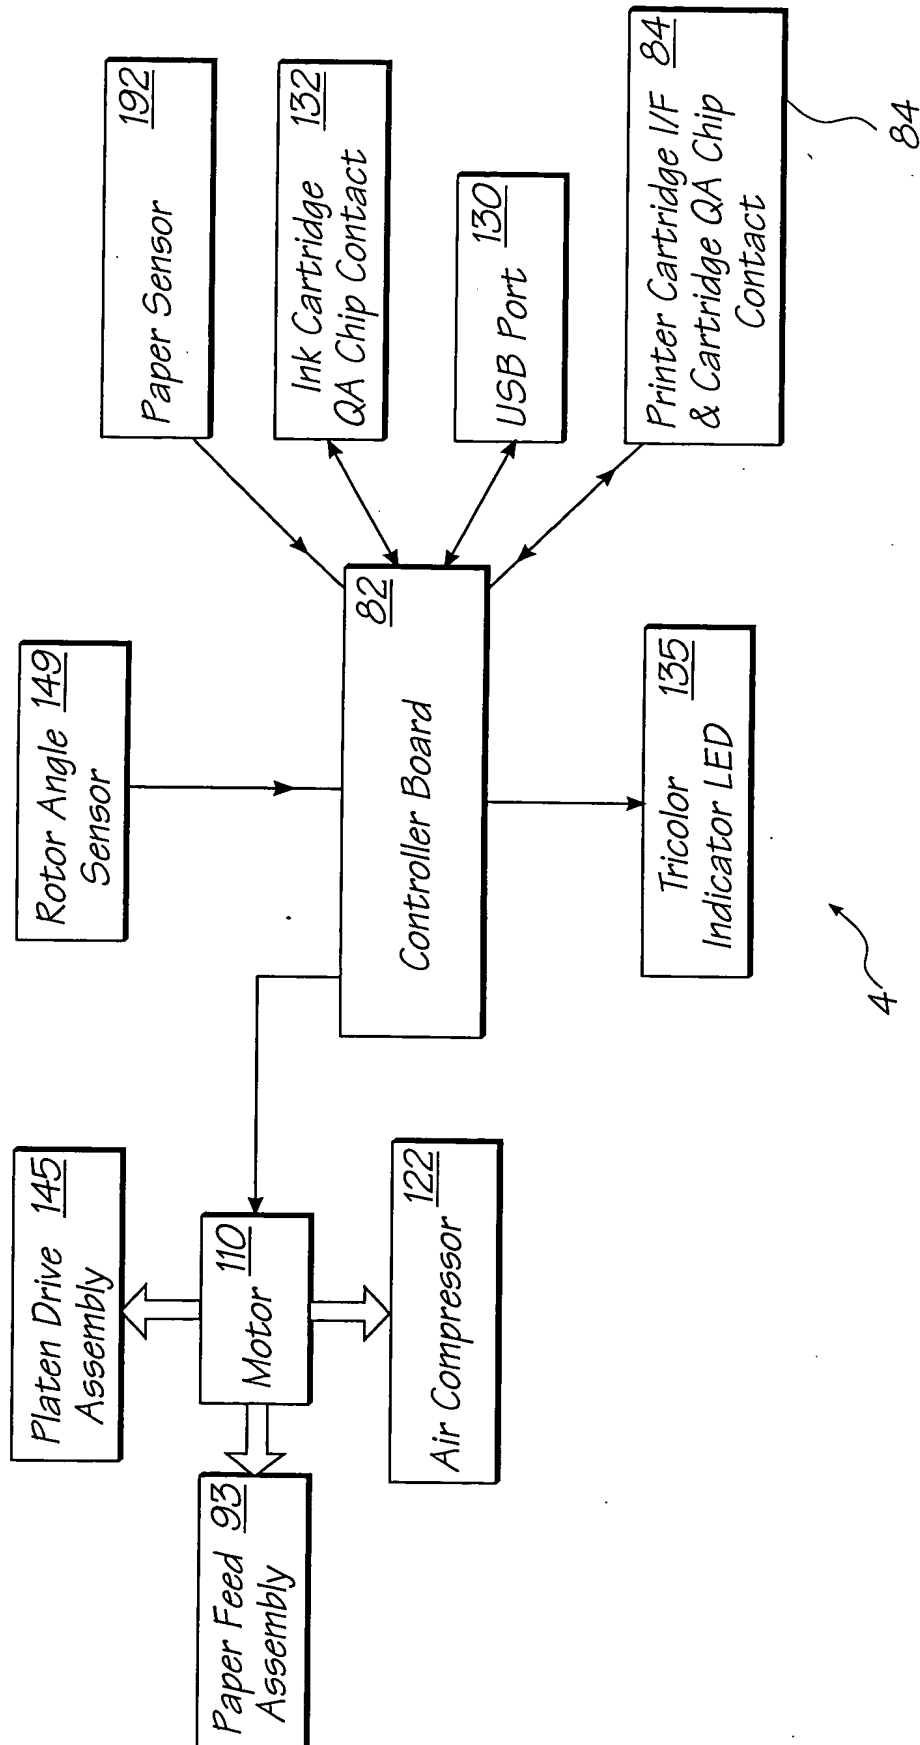 Paper Feed 93
Assembly
Platen Drive 145
Assembly
Motor 110
Air Compressor 122
Rotor Angle 149
Sensor
Controller Board 82
Tricolor
Indicator LED 135
Paper Sensor 192
Ink Cartridge 132
QA Chip Contact
USB Port 130
Printer Cartridge I/F 84
& Cartridge QA Chip
Contact
84
4